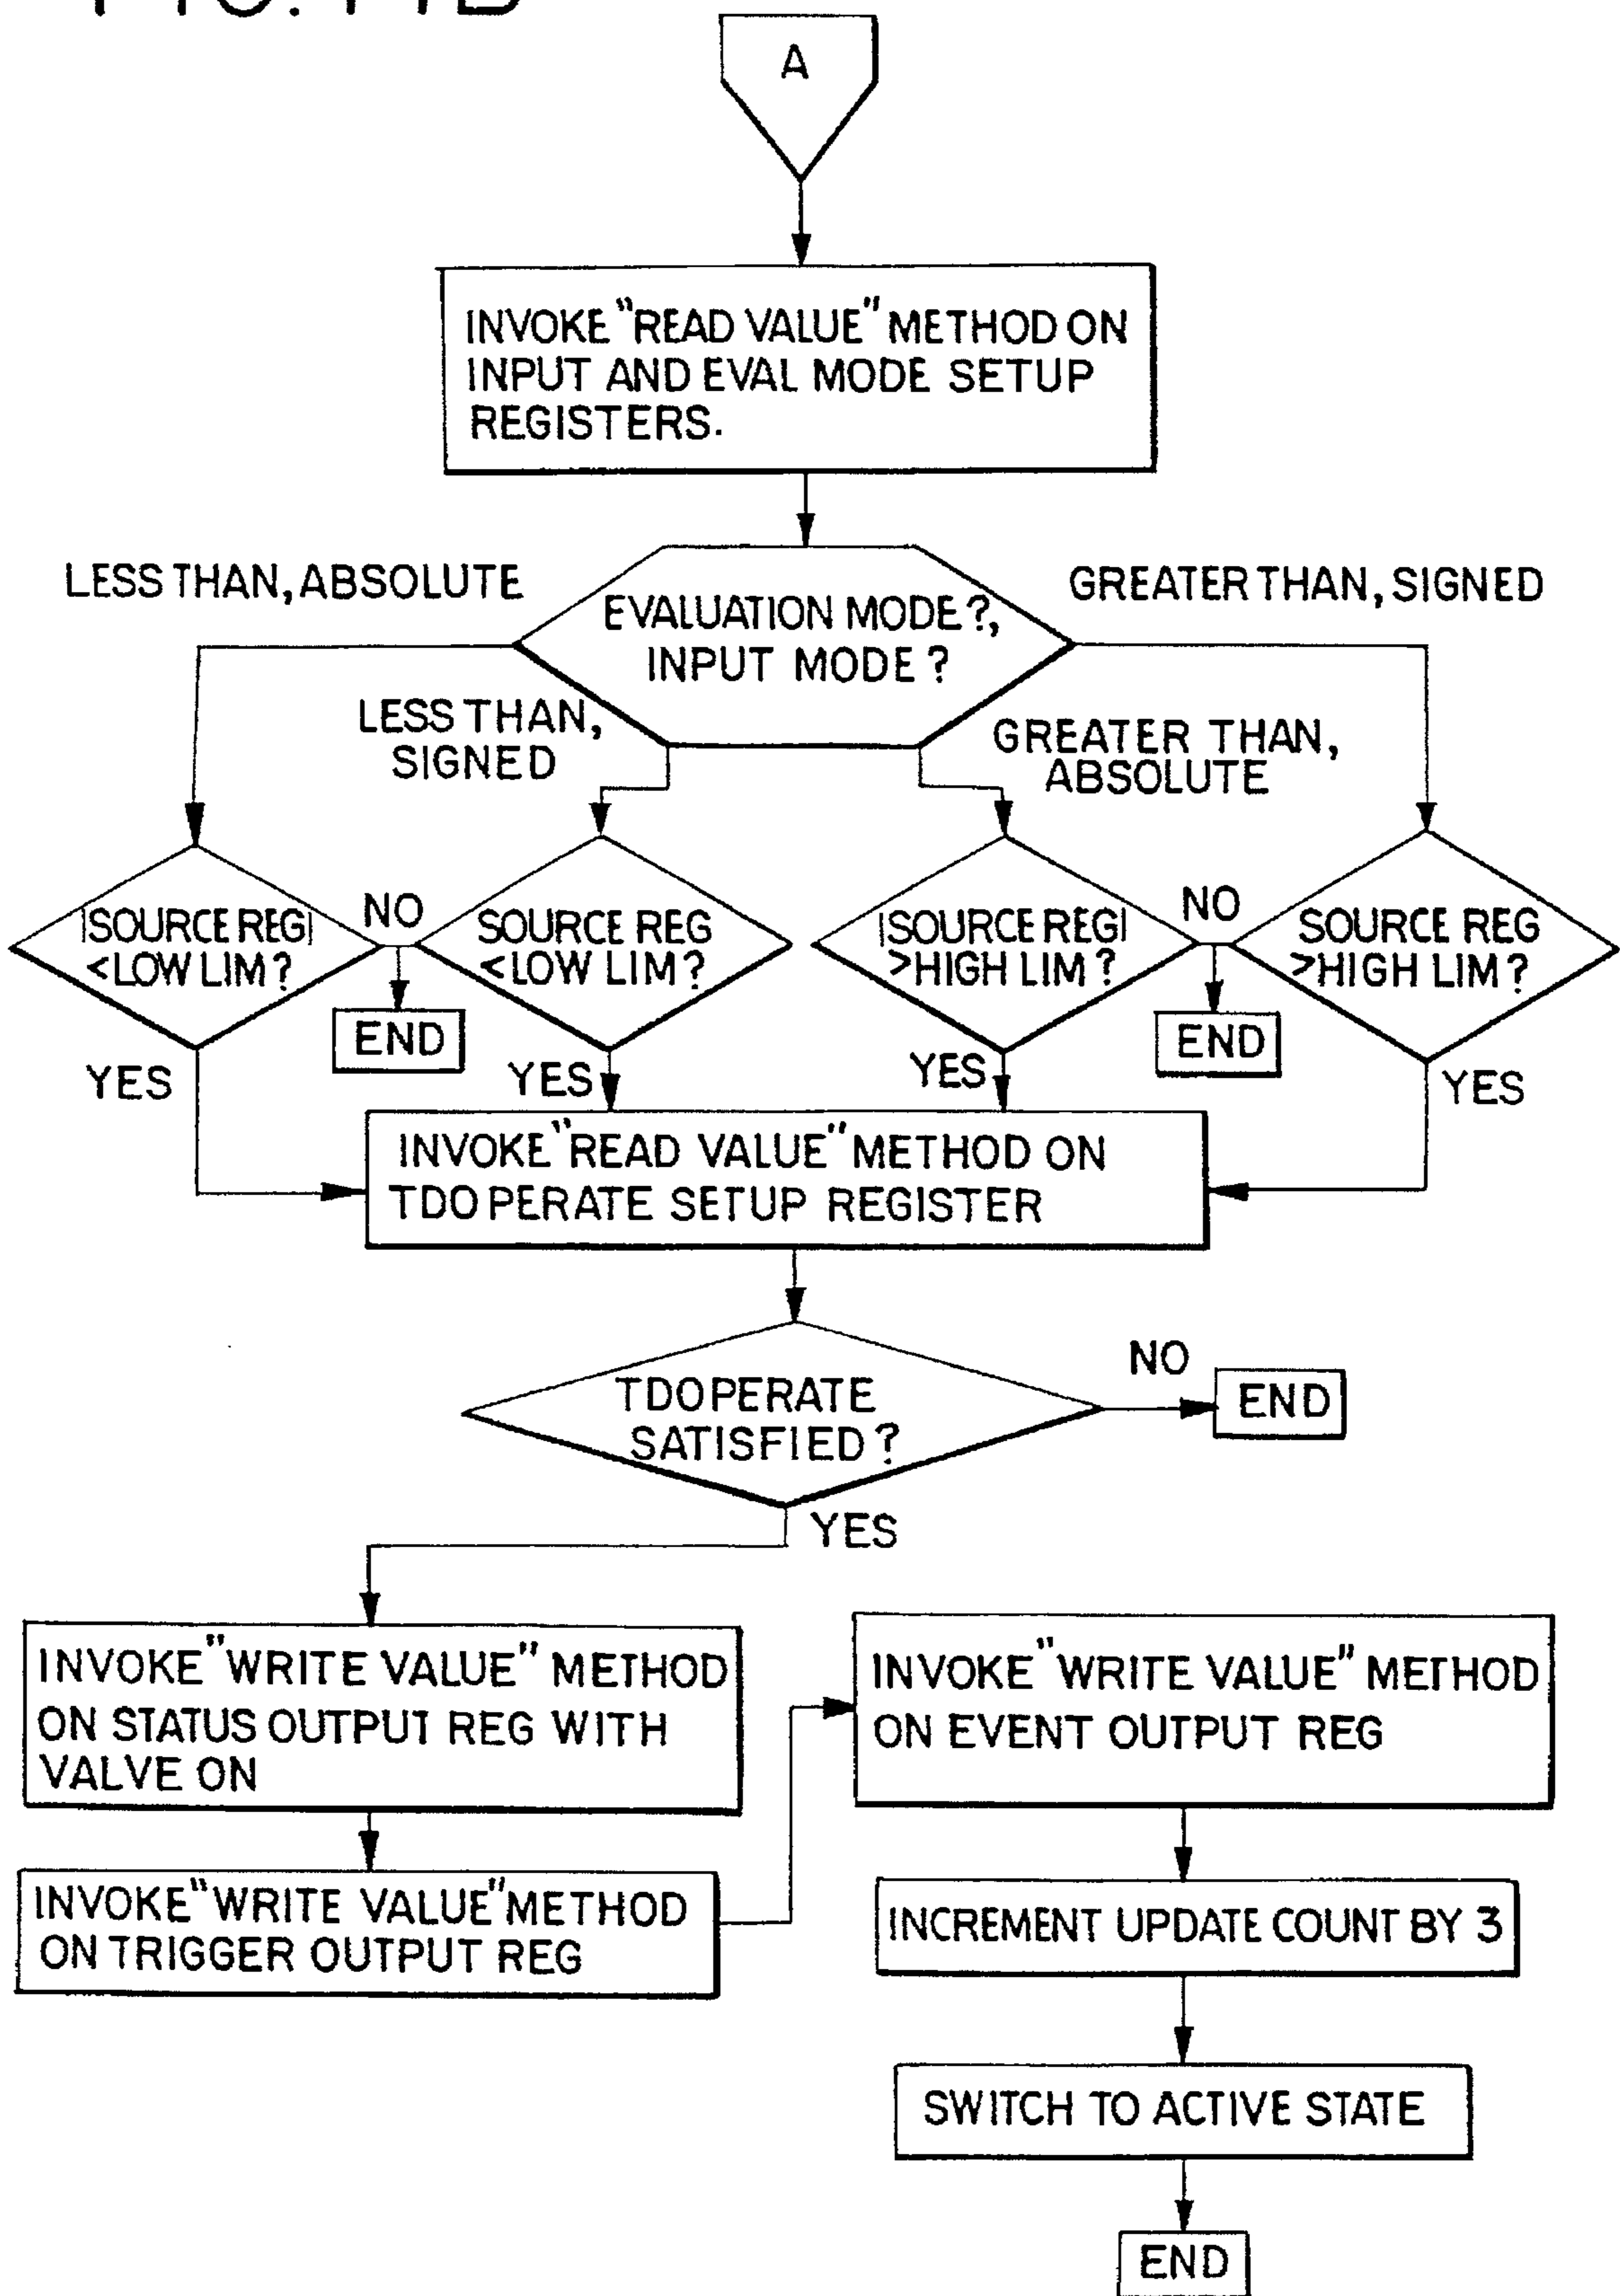 A
INVOKE "READ VALUE" METHOD ON
INPUT AND EVAL MODE SETUP
REGISTERS.
LESS THAN, ABSOLUTE
GREATER THAN, SIGNED
EVALUATION MODE?,
INPUT MODE?
LESS THAN,
SIGNED
GREATER THAN,
ABSOLUTE
|SOURCE REG|
<LOW LIM?
NO
SOURCE REG
<LOW LIM?
|SOURCE REG|
>HIGH LIM?
NO
SOURCE REG
>HIGH LIM?
END
END
YES
YES
YES
YES
INVOKE "READ VALUE" METHOD ON
TDOPERATE SETUP REGISTER
TDOPERATE
SATISFIED?
NO
END
YES
INVOKE "WRITE VALUE" METHOD
ON STATUS OUTPUT REG WITH
VALVE ON
INVOKE "WRITE VALUE" METHOD
ON TRIGGER OUTPUT REG
INVOKE "WRITE VALUE" METHOD
ON EVENT OUTPUT REG
INCREMENT UPDATE COUNT BY 3
SWITCH TO ACTIVE STATE
END